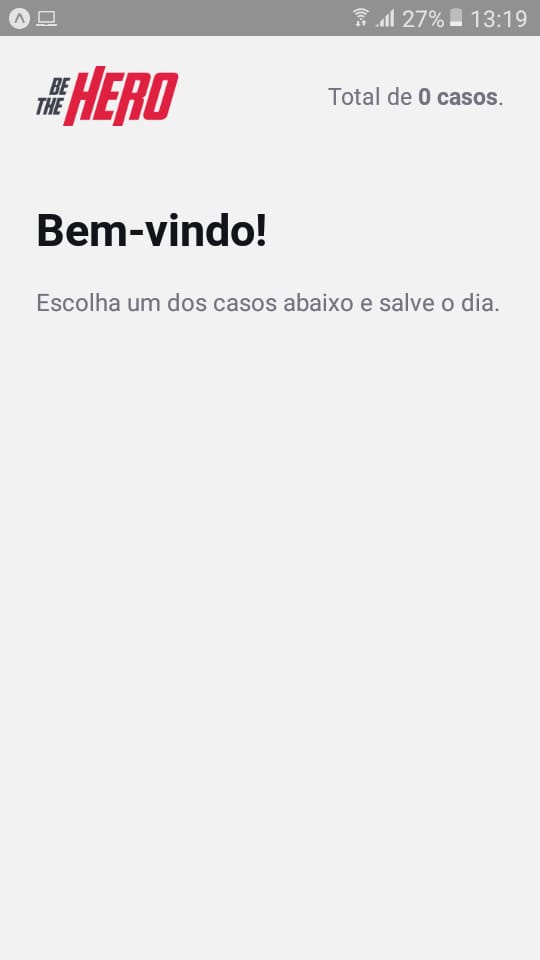 27% 13:19
BE THE HERO
Total de 0 casos.
Bem-vindo!
Escolha um dos casos abaixo e salve o dia.